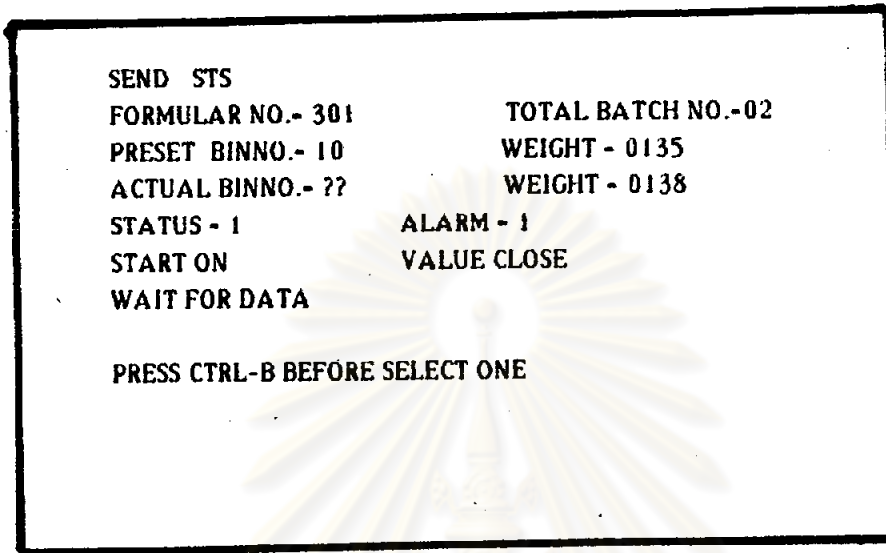 SEND STS
FORMULAR NO.- 301 TOTAL BATCH NO.-02
PRESET BINNO.- 10 WEIGHT - 0135
ACTUAL BINNO.- ?? WEIGHT - 0138
STATUS - 1 ALARM - 1
START ON VALUE CLOSE
WAIT FOR DATA
PRESS CTRL-B BEFORE SELECT ONE